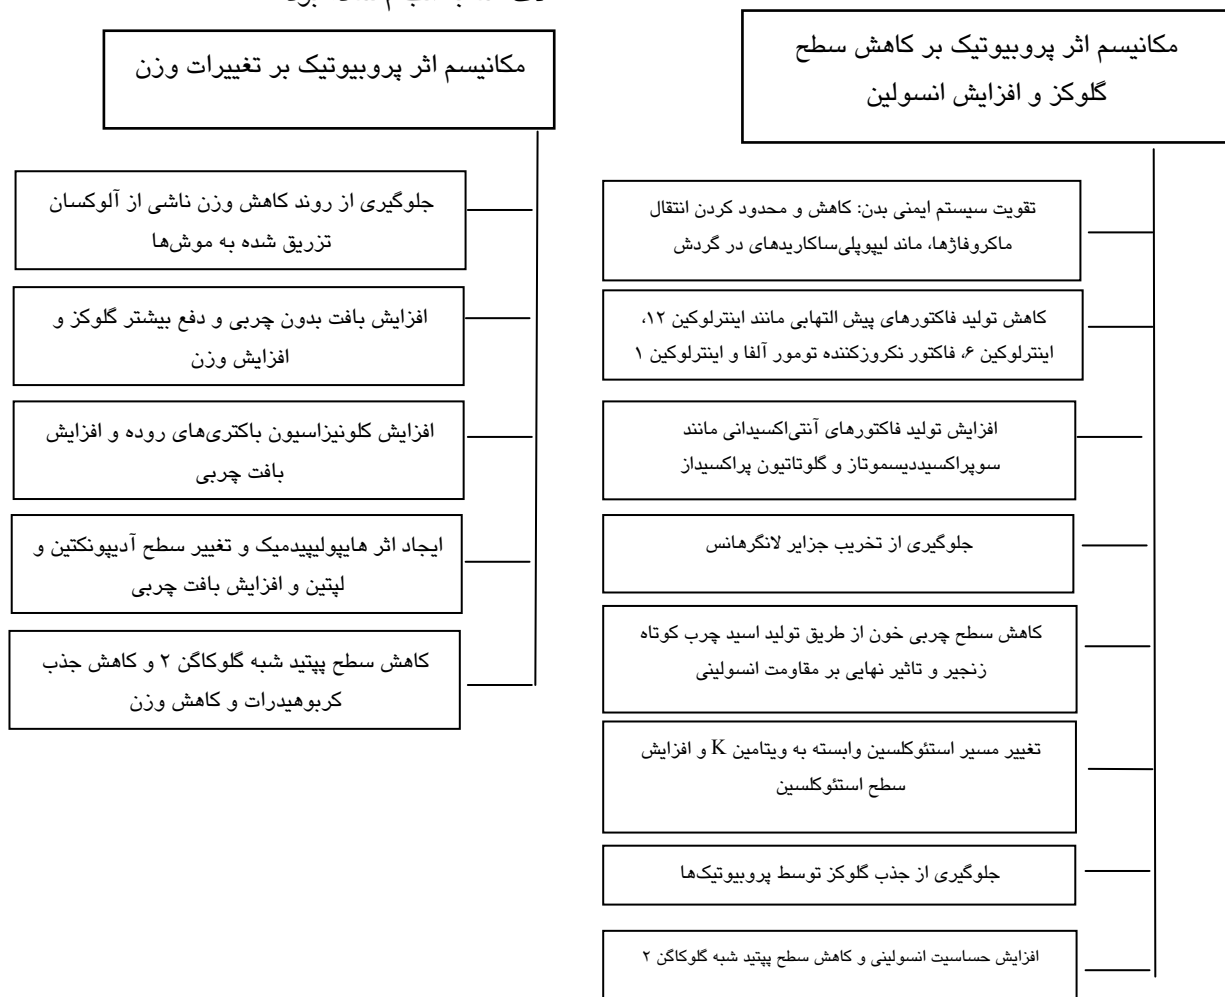 مکانیسم اثر پروبیوتیک بر کاهش سطح
گلوکز و افزایش انسولین
تقویت سیستم ایمنی بدن: کاهش و محدود کردن انتقال
ماکروفاژها، ماند لیپوپلی‌ساکاریدهای در گردش
کاهش تولید فاکتورهای پیش التهابی مانند اینترلوکین ۱۲،
اینترلوکین ۶، فاکتور نکروزکننده تومور آلفا و اینترلوکین ۱
افزایش تولید فاکتورهای آنتی‌اکسیدانی مانند
سوپراکسیددیسموتاز و گلوتاتیون پراکسیداز
جلوگیری از تخریب جزایر لانگرهانس
کاهش سطح چربی خون از طریق تولید اسید چرب کوتاه
زنجیر و تاثیر نهایی بر مقاومت انسولینی
تغییر مسیر استئوکلسین وابسته به ویتامین K و افزایش
سطح استئوکلسین
جلوگیری از جذب گلوکز توسط پروبیوتیک‌ها
افزایش حساسیت انسولینی و کاهش سطح پپتید شبه گلوکاگن ۲
مکانیسم اثر پروبیوتیک بر تغییرات وزن
جلوگیری از روند کاهش وزن ناشی از آلوکسان
تزریق شده به موش‌ها
افزایش بافت بدون چربی و دفع بیشتر گلوکز و
افزایش وزن
افزایش کلونیزاسیون باکتری‌های روده و افزایش
بافت چربی
ایجاد اثر هایپولیپیدمیک و تغییر سطح آدیپونکتین و
لپتین و افزایش بافت چربی
کاهش سطح پپتید شبه گلوکاگن ۲ و کاهش جذب
کربوهیدرات و کاهش وزن